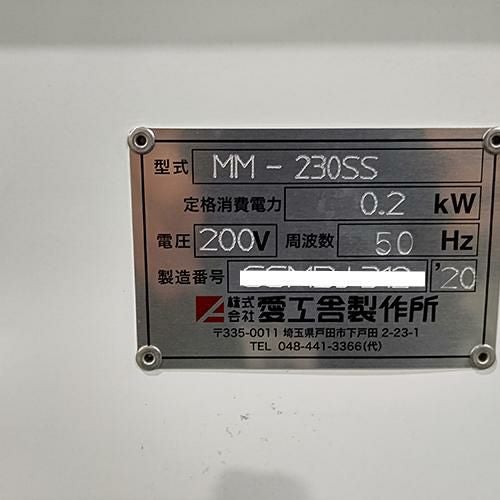 型式 MM-230SS
定格消費電力 0.2 kW
電圧 200V 周波数 50 Hz
製造番号 '20
株式会社 愛工舎製作所
〒335-0011 埼玉県戸田市下戸田 2-23-1
TEL 048-441-3366(代)